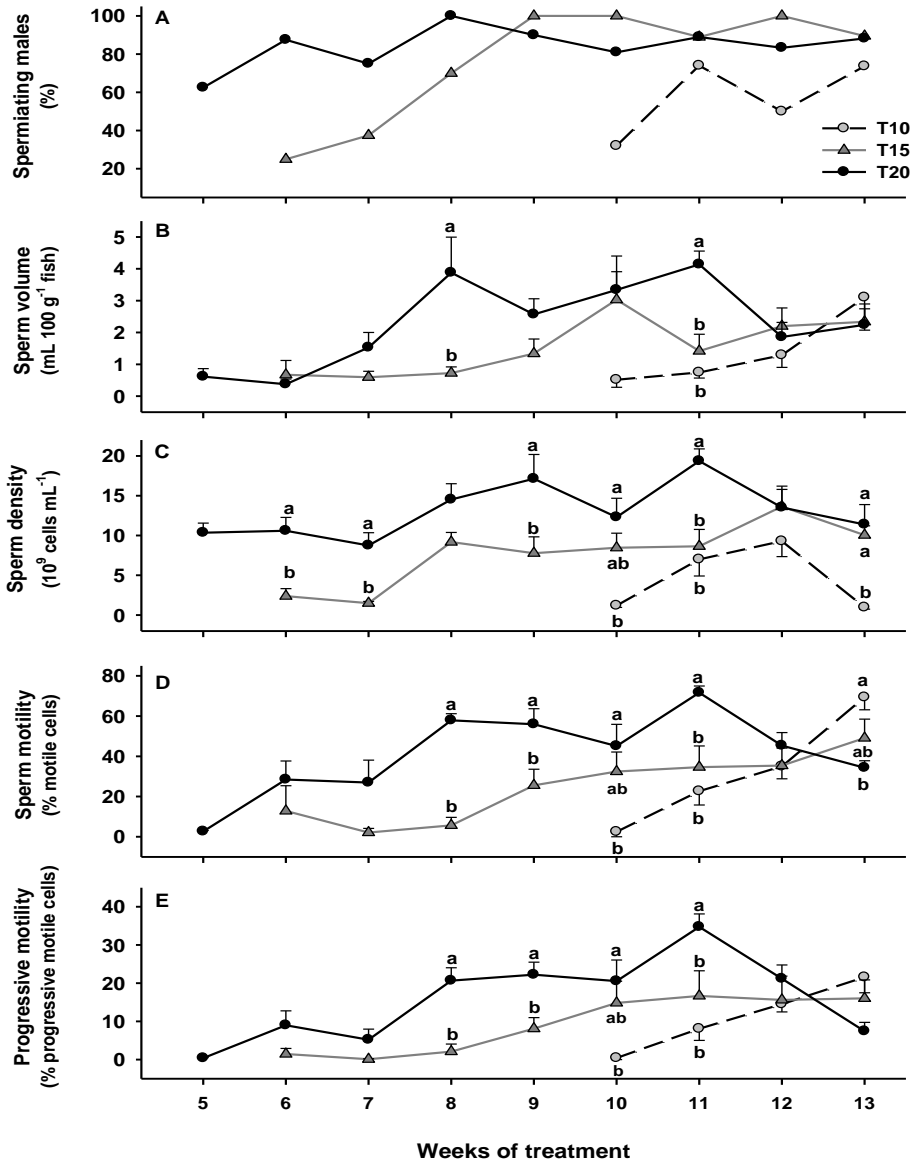 A
Spermiating males
(%)
100
80
60
40
20
T10
T15
T20
B
Sperm volume
(mL 100 g-1 fish)
5
4
3
2
1
0
a
a
b
b
b
C
Sperm density
(10^9 cells mL-1)
20
15
10
5
0
a
a
a
a
a
a
b
b
b
ab
b
a
b
b
b
D
Sperm motility
(% motile cells)
80
60
40
20
0
a
a
a
a
a
b
b
ab
b
ab
b
b
b
E
Progressive motility
(% progressive motile cells)
40
30
20
10
0
a
a
a
a
b
b
ab
b
b
b
5 6 7 8 9 10 11 12 13
Weeks of treatment